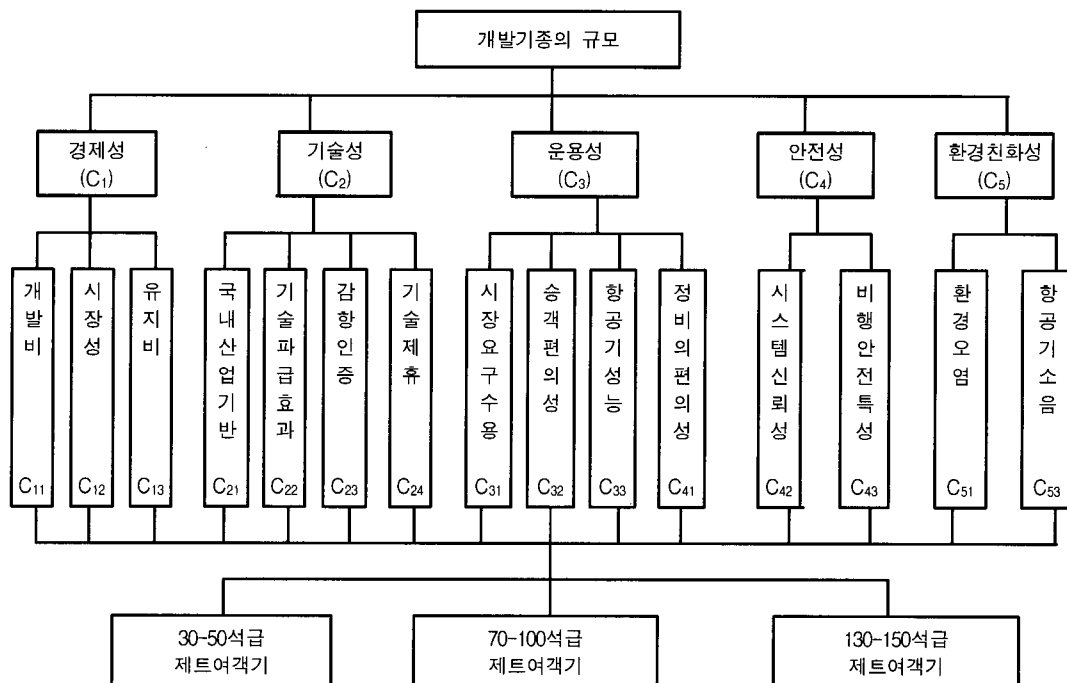 개발기종의 규모
경제성
(C₁)
기술성
(C₂)
운용성
(C₃)
안전성
(C₄)
환경친화성
(C₅)
개발비
C₁₁
시장성
C₁₂
유지비
C₁₃
국내산업기반
C₂₁
기술파급효과
C₂₂
감항인증
C₂₃
기술제휴
C₂₄
시장요구수용
C₃₁
승객편의성
C₃₂
항공기성능
C₃₃
정비의편의성
C₄₁
시스템신뢰성
C₄₂
비행안전특성
C₄₃
환경오염
C₅₁
항공기소음
C₅₃
30-50석급
제트여객기
70-100석급
제트여객기
130-150석급
제트여객기